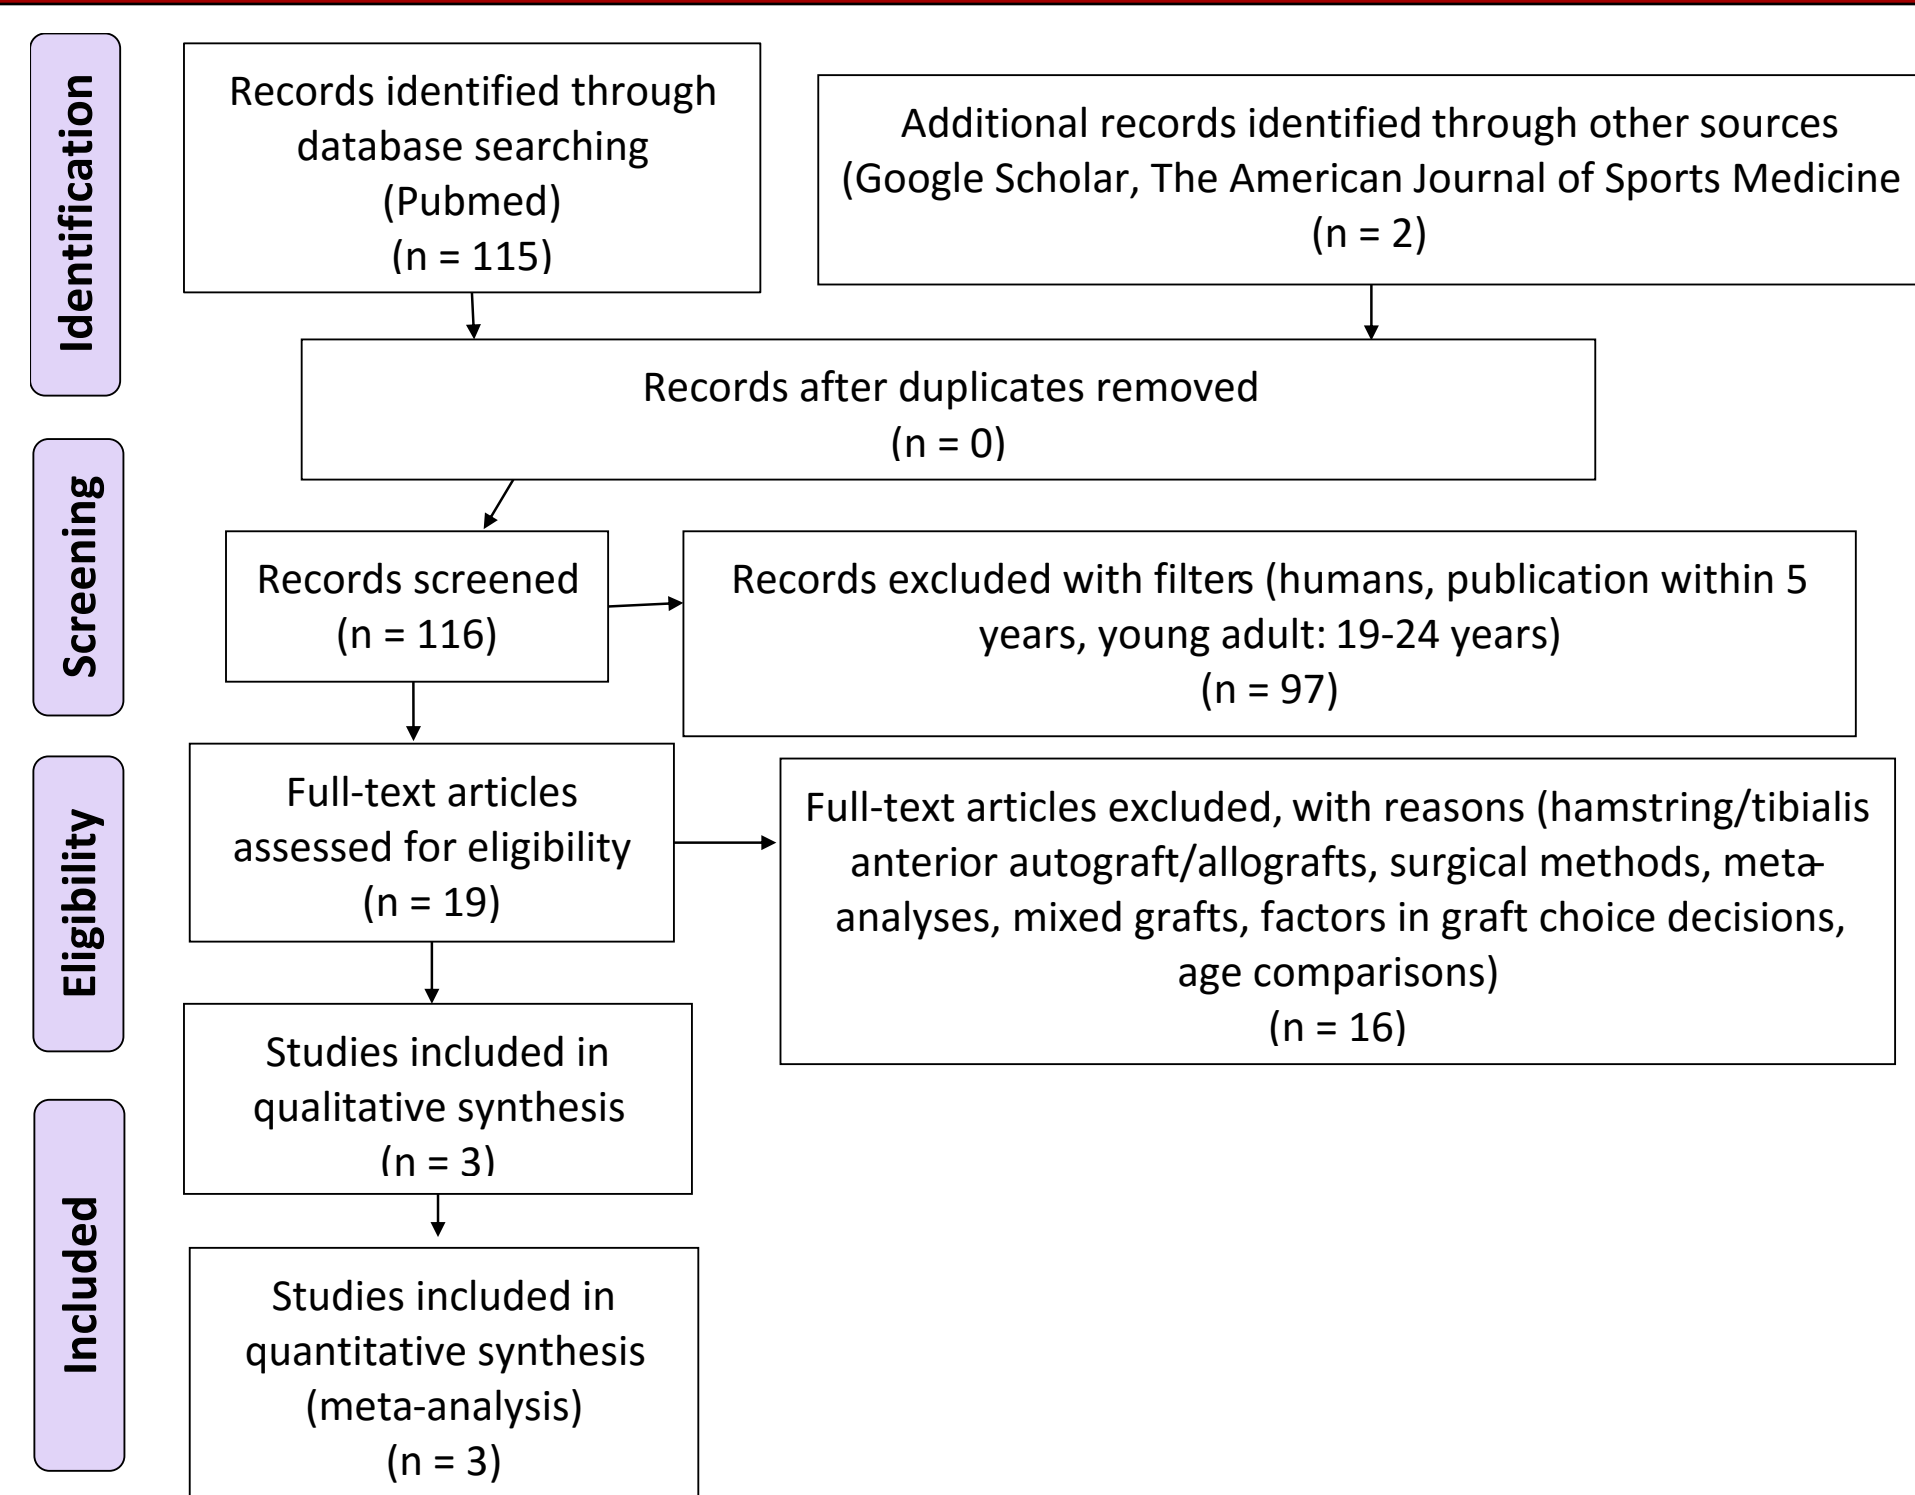 Identification
Records identified through
database searching
(Pubmed)
(n = 115)
Additional records identified through other sources
(Google Scholar, The American Journal of Sports Medicine
(n = 2)
Records after duplicates removed
(n = 0)
Screening
Records screened
(n = 116)
Records excluded with filters (humans, publication within 5
years, young adult: 19-24 years)
(n = 97)
Eligibility
Full-text articles
assessed for eligibility
(n = 19)
Full-text articles excluded, with reasons (hamstring/tibialis
anterior autograft/allografts, surgical methods, meta-
analyses, mixed grafts, factors in graft choice decisions,
age comparisons)
(n = 16)
Studies included in
qualitative synthesis
(n = 3)
Included
Studies included in
quantitative synthesis
(meta-analysis)
(n = 3)